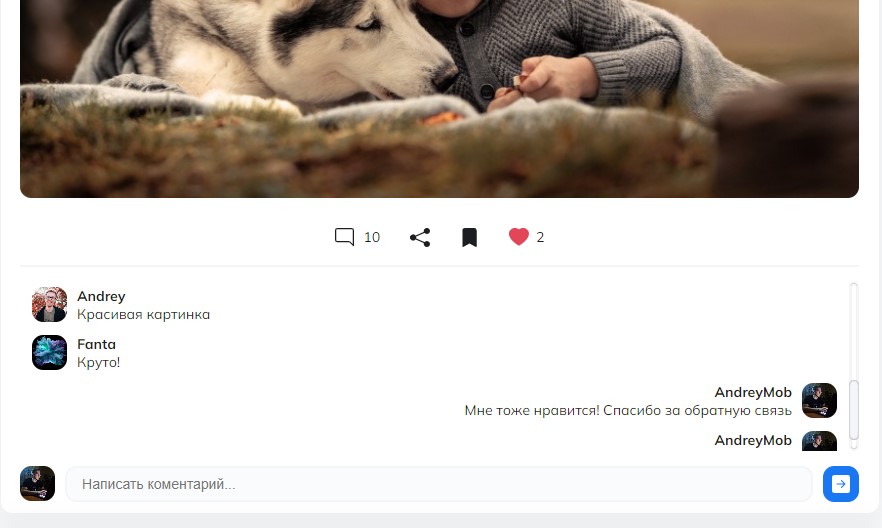 10
2
Andrey
Красивая картинка
Fanta
Круто!
AndreyMob
Мне тоже нравится! Спасибо за обратную связь
AndreyMob
Написать коментарий...